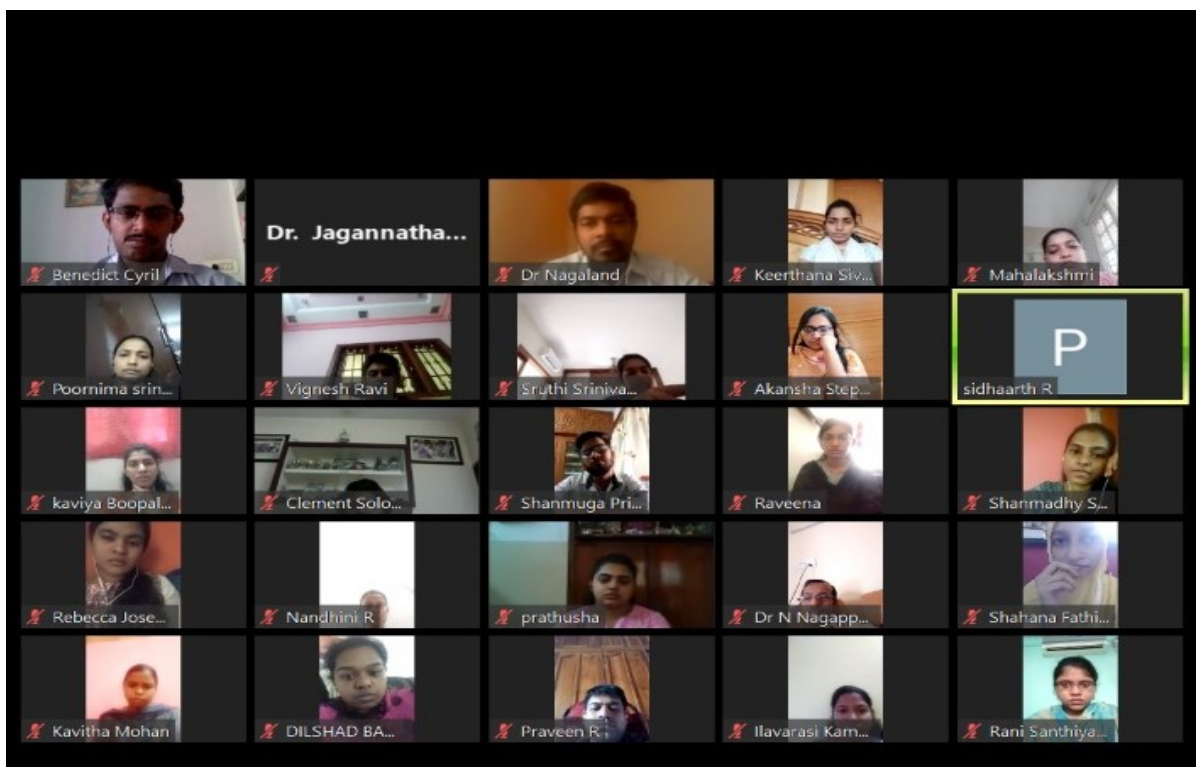 Benedict Cyril
Dr. Jagannatha...
Dr Nagaland
Keerthana Siv...
Mahalakshmi
Poornima srin...
Vignesh Ravi
Sruthi Sriniva...
Akansha Step...
P
sidhaarth R
kaviya Boopal...
Clement Solo...
Shanmuga Pri...
Raveena
Shanmadhy S...
Rebecca Jose...
Nandhini R
prathusha
Dr N Nagapp...
Shahana Fathi...
Kavitha Mohan
DILSHAD BA...
Praveen R
Ilavarasi Kam...
Rani Santhiya...